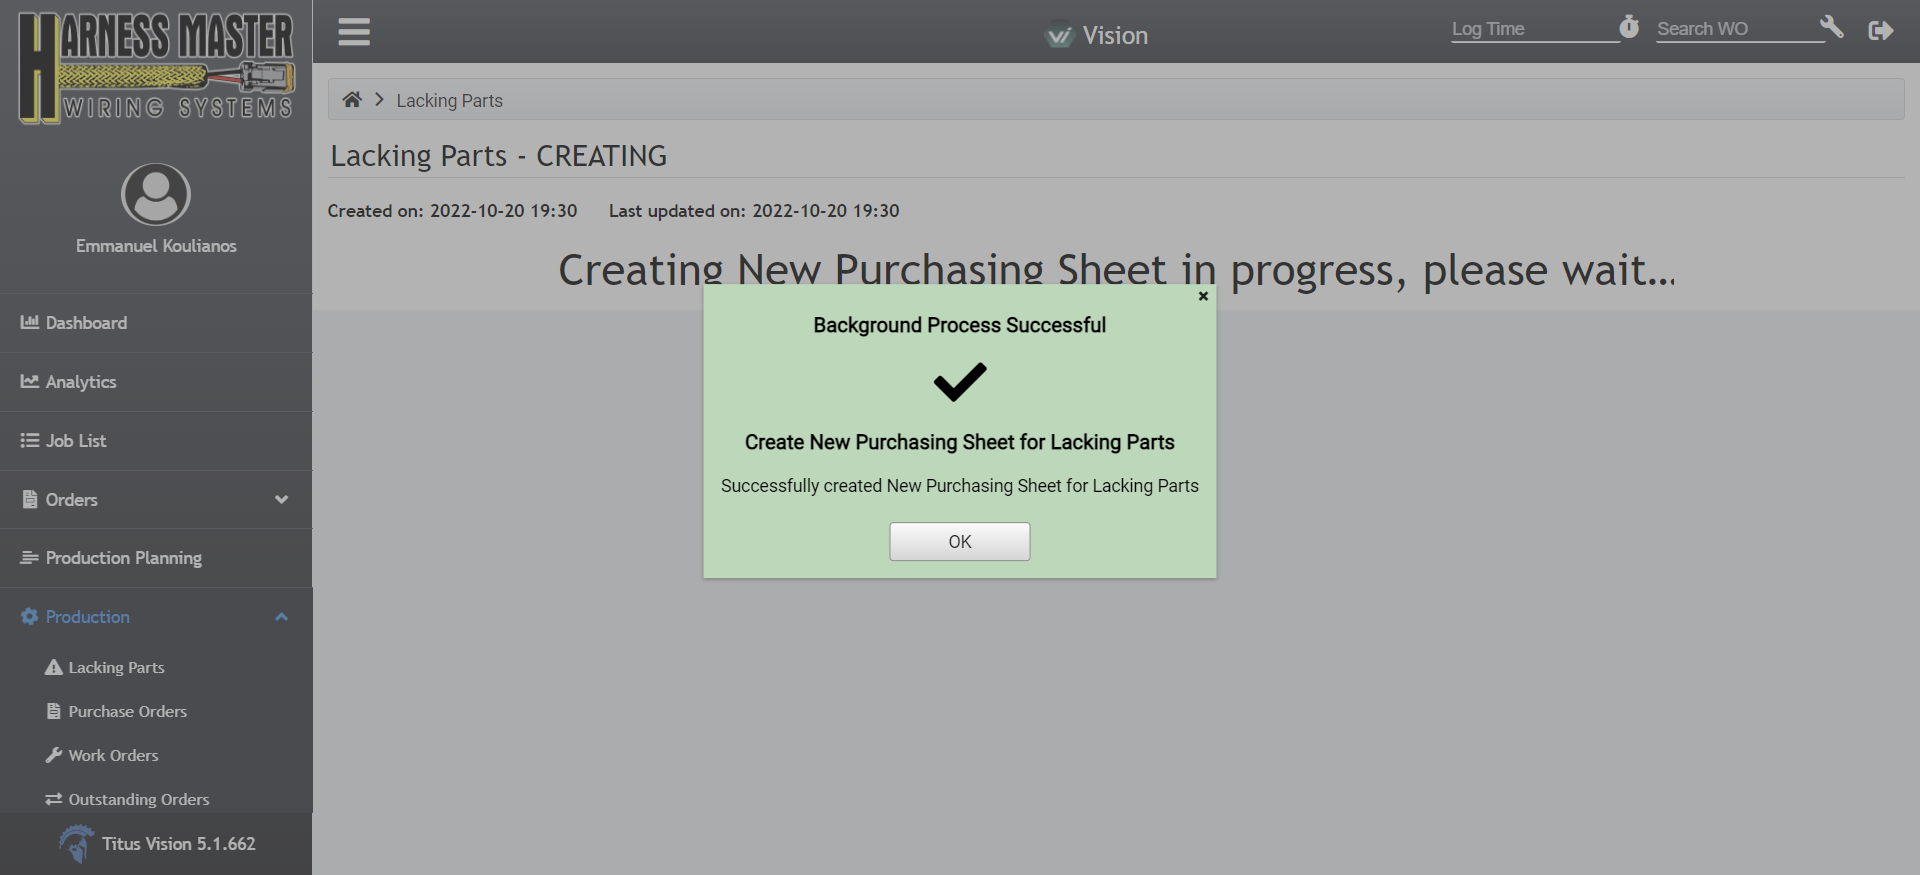 HARNESS MASTER
WIRING SYSTEMS
Vision
Log Time
Search WO
Lacking Parts
Emmanuel Koulianos
Lacking Parts - CREATING
Created on: 2022-10-20 19:30 Last updated on: 2022-10-20 19:30
Creating New Purchasing Sheet in progress, please wait...
Background Process Successful
Create New Purchasing Sheet for Lacking Parts
Successfully created New Purchasing Sheet for Lacking Parts
OK
Dashboard
Analytics
Job List
Orders
Production Planning
Production
Lacking Parts
Purchase Orders
Work Orders
Outstanding Orders
Titus Vision 5.1.662